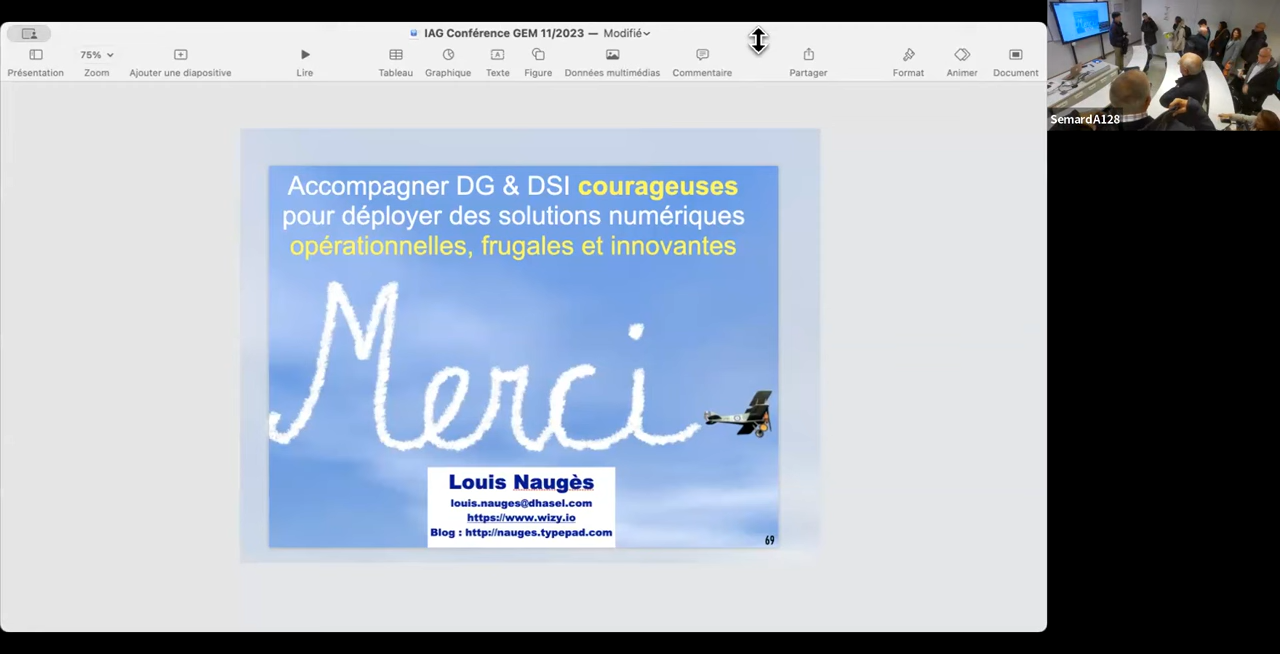 IAG Conférence GEM 11/2023 — Modifié
75%
Présentation
Zoom
Ajouter une diapositive
Lire
Tableau
Graphique
Texte
Figure
Données multimédias
Commentaire
Partager
Format
Animer
Document
SemardA128
Accompagner DG & DSI courageuses
pour déployer des solutions numériques
opérationnelles, frugales et innovantes
Merci
Louis Naugès
louis.nauges@dhasel.com
https://www.wizy.io
Blog : http://nauges.typepad.com
69